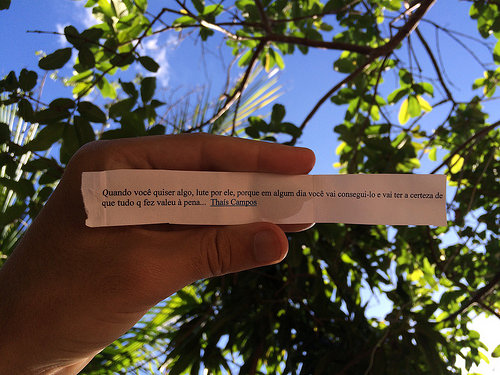 Quando você quiser algo, lute por ele, porque em algum dia você vai consegui-lo e vai ter a certeza de
que tudo q fez valeu à pena... Thaís Campos